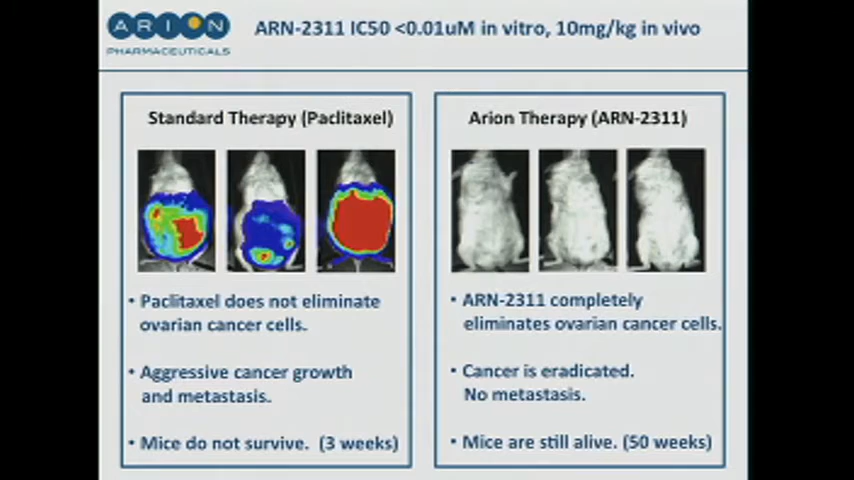 ARION
PHARMACEUTICALS
ARN-2311 IC50 <0.01uM in vitro, 10mg/kg in vivo
Standard Therapy (Paclitaxel)
• Paclitaxel does not eliminate
ovarian cancer cells.
• Aggressive cancer growth
and metastasis.
• Mice do not survive. (3 weeks)
Arion Therapy (ARN-2311)
• ARN-2311 completely
eliminates ovarian cancer cells.
• Cancer is eradicated.
No metastasis.
• Mice are still alive. (50 weeks)